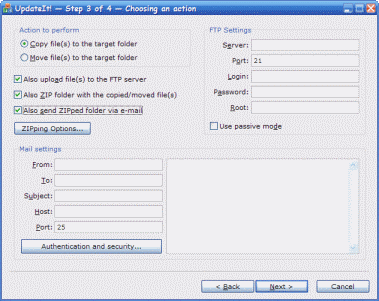 UpdateIt! — Step 3 of 4 — Choosing an action
Action to perform
Copy file(s) to the target folder
Move file(s) to the target folder
Also upload file(s) to the FTP server
Also ZIP folder with the copied/moved file(s)
Also send ZIPped folder via e-mail
ZIPping Options...
FTP Settings
Server:
Port: 21
Login:
Password:
Root:
Use passive mode
Mail settings
From:
To:
Subject:
Host:
Port: 25
Authentication and security...
< Back
Next >
Cancel